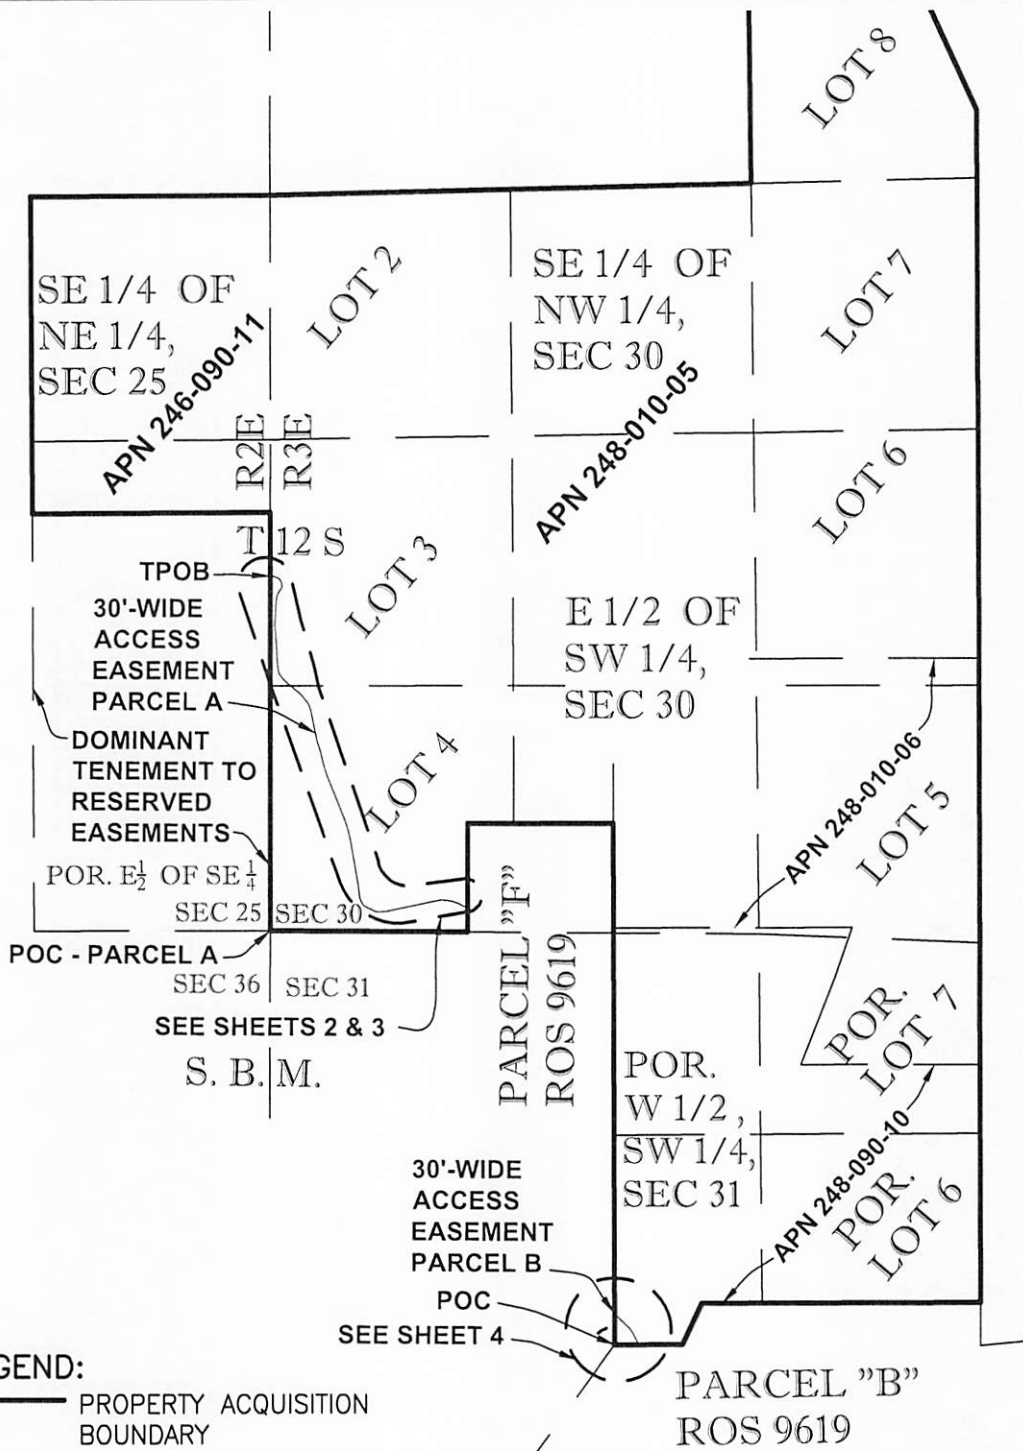 LOT 8
SE 1/4 OF
NE 1/4,
SEC 25
LOT 2
SE 1/4 OF
NW 1/4,
SEC 30
LOT 7
APN 246-090-11
R2E
R3E
APN 248-010-05
LOT 6
T 12 S
TPOB
LOT 3
30'-WIDE
ACCESS
EASEMENT
PARCEL A
E 1/2 OF
SW 1/4,
SEC 30
DOMINANT
TENEMENT TO
RESERVED
EASEMENTS
LOT 4
APN 248-010-06
LOT 5
POR. E½ OF SE¼
SEC 25
SEC 30
POC - PARCEL A
SEC 36
SEC 31
SEE SHEETS 2 & 3
S. B. M.
PARCEL "F"
ROS 9619
POR.
LOT 7
POR.
W 1/2 ,
SW 1/4,
SEC 31
APN 248-090-10
POR.
LOT 6
30'-WIDE
ACCESS
EASEMENT
PARCEL B
POC
SEE SHEET 4
GEND:
PROPERTY ACQUISITION
BOUNDARY
PARCEL "B"
ROS 9619